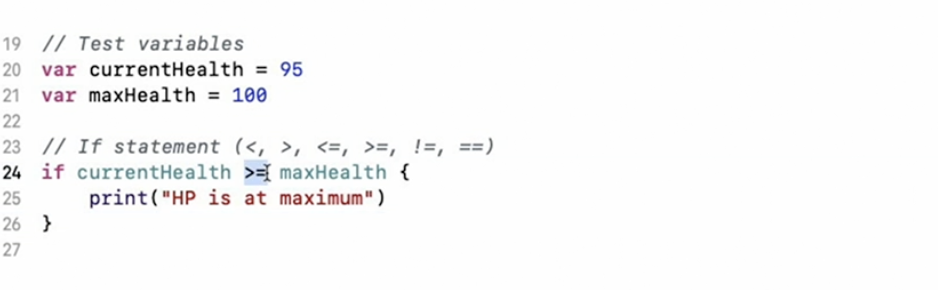 19 // Test variables
20 var currentHealth = 95
21 var maxHealth = 100
22
23 // If statement (<, >, <=, >=, !=, ==)
24 if currentHealth >= maxHealth {
25     print("HP is at maximum")
26 }
27